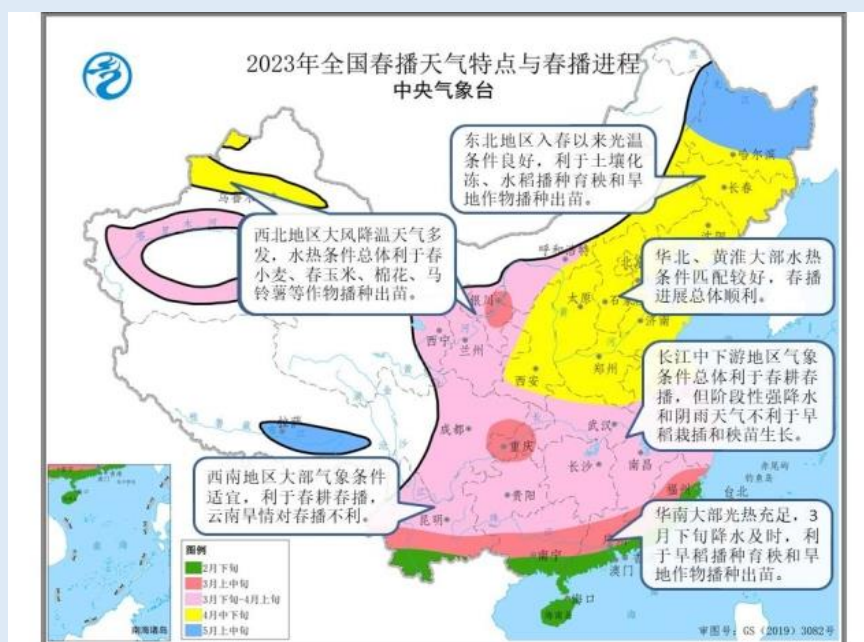 2023年全国春播天气特点与春播进程
中央气象台
东北地区入春以来光温
条件良好，利于土壤化
冻、水稻播种育秧和旱
地作物播种出苗。
哈尔滨
长春
沈阳
西北地区大风降温天气多
发，水热条件总体利于春
小麦、春玉米、棉花、马
铃薯等作物播种出苗。
呼和浩特
华北、黄淮大部水热
条件匹配较好，春播
进展总体顺利。
银川
太原
济南
西宁
兰州
西安
郑州
长江中下游地区气象
条件总体利于春耕春
播，但阶段性强降水
和阴雨天气不利于早
稻栽插和秧苗生长。
拉萨
成都
重庆
武汉
长沙
南昌
贵阳
昆明
福州
台北
赤尾屿
钓鱼岛
西南地区大部气象条件
适宜，利于春耕春播，
云南旱情对春播不利。
华南大部光热充足，3
月下旬降水及时，利
于早稻播种育秧和旱
地作物播种出苗。
南宁
澳门
海口
海南岛
南海诸岛
图例
2月下旬
3月上中旬
3月下旬-4月上旬
4月中下旬
5月上中旬
审图号：GS（2019）3082号